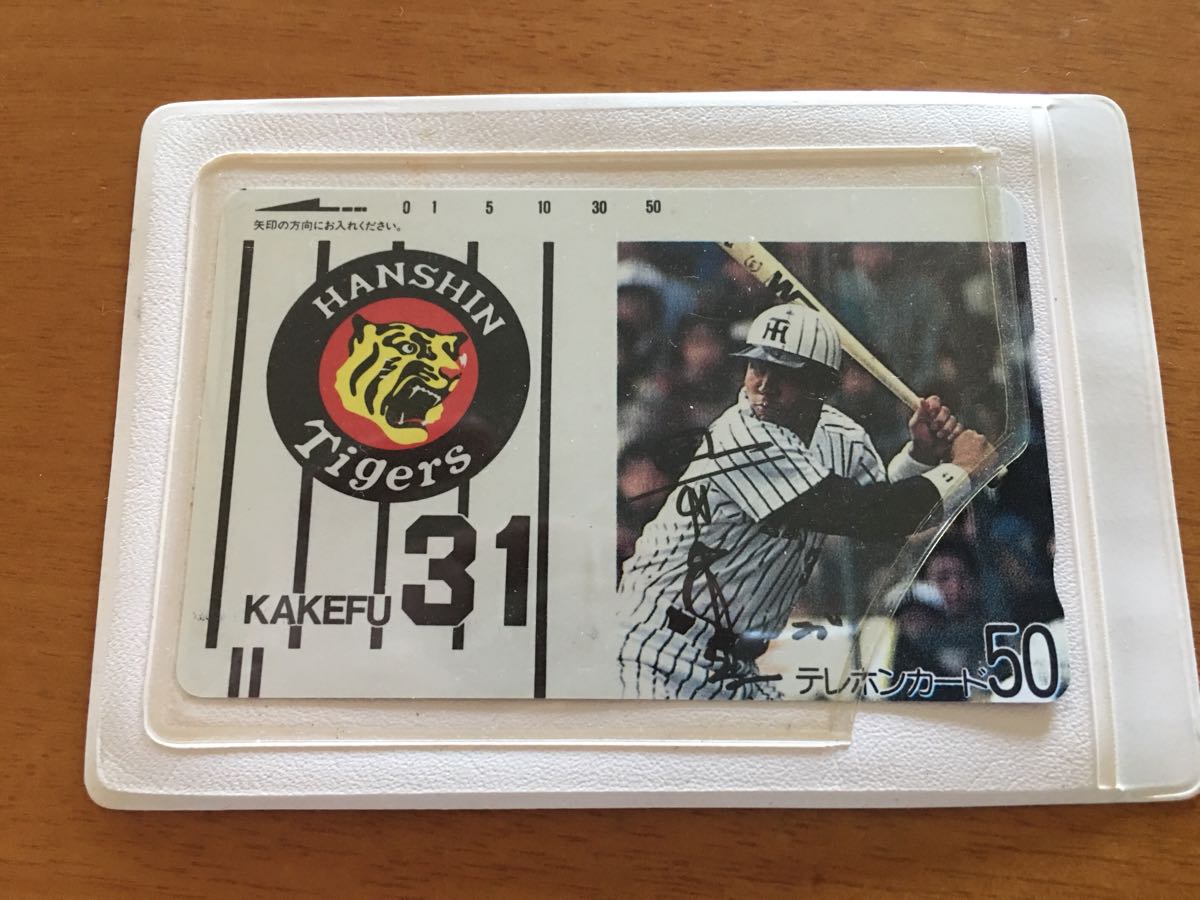 0 1 5 10 30 50
矢印の方向にお入れください。
HANSHIN
Tigers
KAKEFU 31
TH
テレホンカード50